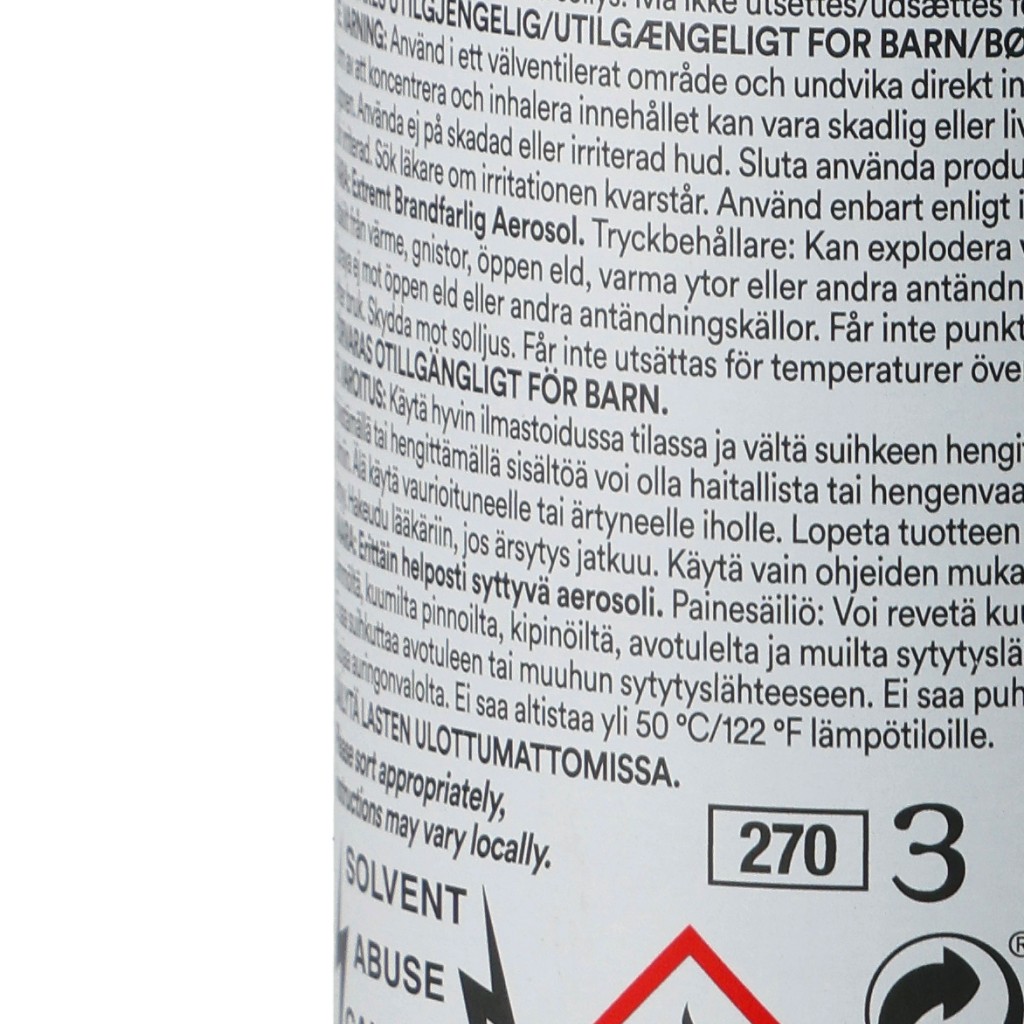 utsettes/udsættes
UTILGJENGELIG/UTILGÆNGELIGT FOR BARN/BØ
VARNING: Använd i ett välventilerat område och undvika direkt in
av att koncentrera och inhalera innehållet kan vara skadlig eller liv
Använda ej på skadad eller irriterad hud. Sluta använda produ
Sök läkare om irritationen kvarstår. Använd enbart enligt i
Extremt Brandfarlig Aerosol. Tryckbehållare: Kan explodera v
från värme, gnistor, öppen eld, varma ytor eller andra antändn
ej mot öppen eld eller andra antändningskällor. Får inte punkt
Skydda mot solljus. Får inte utsättas för temperaturer öve
FÖRVARAS OTILLGÄNGLIGT FÖR BARN.
VAROITUS: Käytä hyvin ilmastoidussa tilassa ja vältä suihkeen hengi
tai hengittämällä sisältöä voi olla haitallista tai hengenvaa
Älä käytä vaurioituneelle tai ärtyneelle iholle. Lopeta tuotteen
Hakeudu lääkäriin, jos ärsytys jatkuu. Käytä vain ohjeiden muka
Erittäin helposti syttyvä aerosoli. Painesäiliö: Voi revetä kuu
kuumilta pinnoilta, kipinöiltä, avotulelta ja muilta sytytyslä
suihkuttaa avotuleen tai muuhun sytytyslähteeseen. Ei saa puh
auringonvalolta. Ei saa altistaa yli 50 °C/122 °F lämpötiloille.
LASTEN ULOTTUMATTOMISSA.
sort appropriately,
may vary locally.
270 3
SOLVENT
®
ABUSE